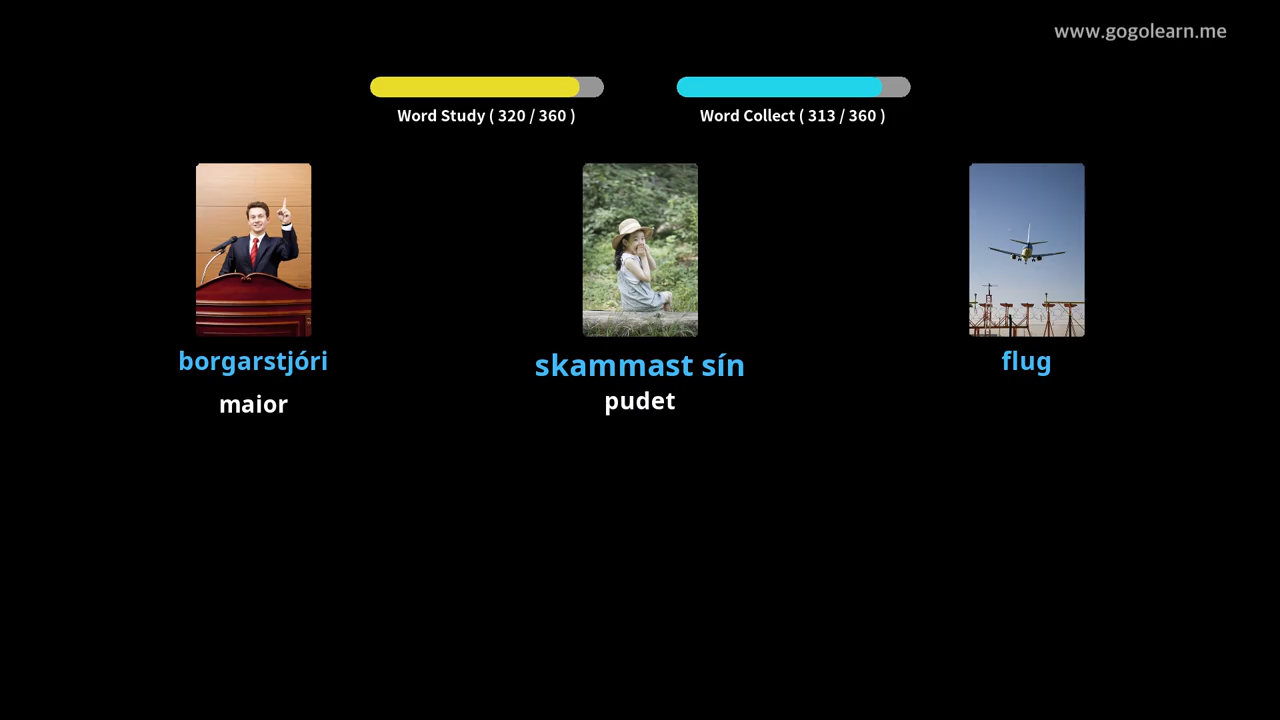 www.gogolearn.me
Word Study ( 320 / 360 )
Word Collect ( 313 / 360 )
borgarstjóri
maior
skammast sín
pudet
flug